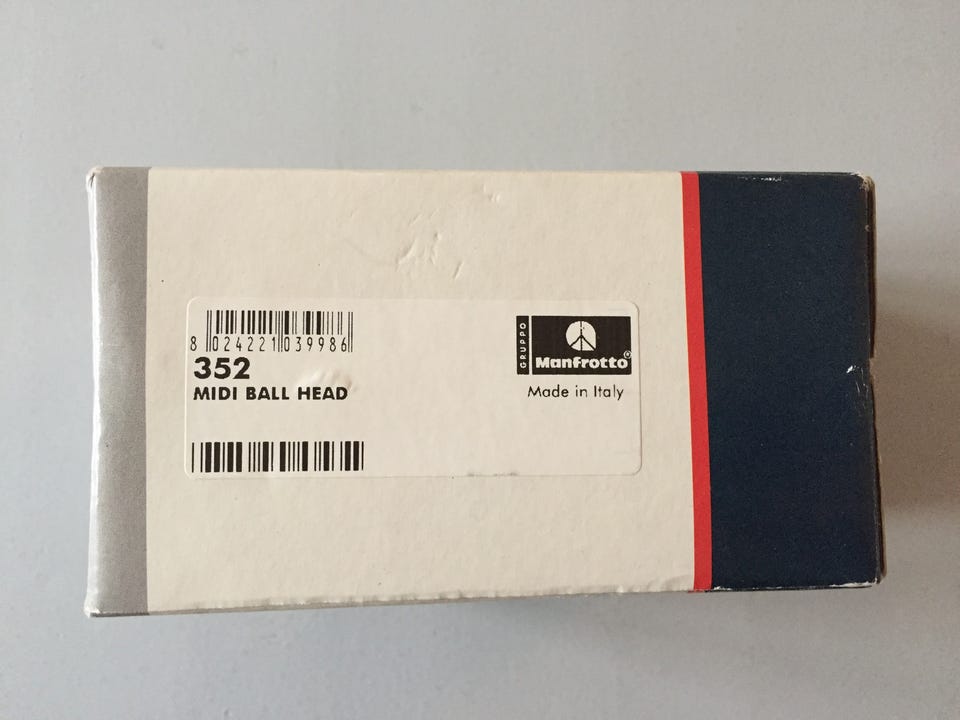 8 024221 039986
352
MIDI BALL HEAD
GRUPPO
Manfrotto®
Made in Italy